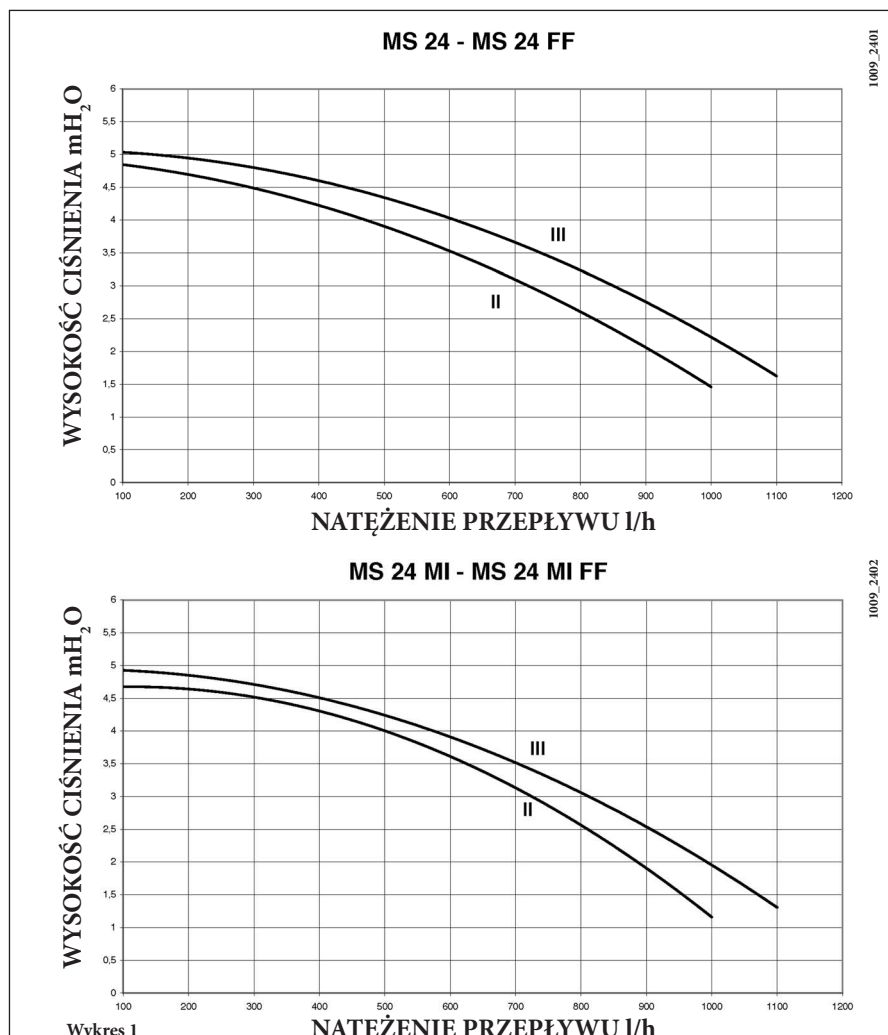 MS 24 - MS 24 FF
1009_2401
WYSOKOŚĆ CIŚNIENIA mH₂O
6
5,5
5
4,5
4
3,5
3
2,5
2
1,5
1
0,5
0
III
II
100 200 300 400 500 600 700 800 900 1000 1100 1200
NATĘŻENIE PRZEPŁYWU l/h
MS 24 MI - MS 24 MI FF
1009_2402
WYSOKOŚĆ CIŚNIENIA mH₂O
6
5,5
5
4,5
4
3,5
3
2,5
2
1,5
1
0,5
0
III
II
100 200 300 400 500 600 700 800 900 1000 1100 1200
Wykres 1
NATĘŻENIE PRZEPŁYWU l/h